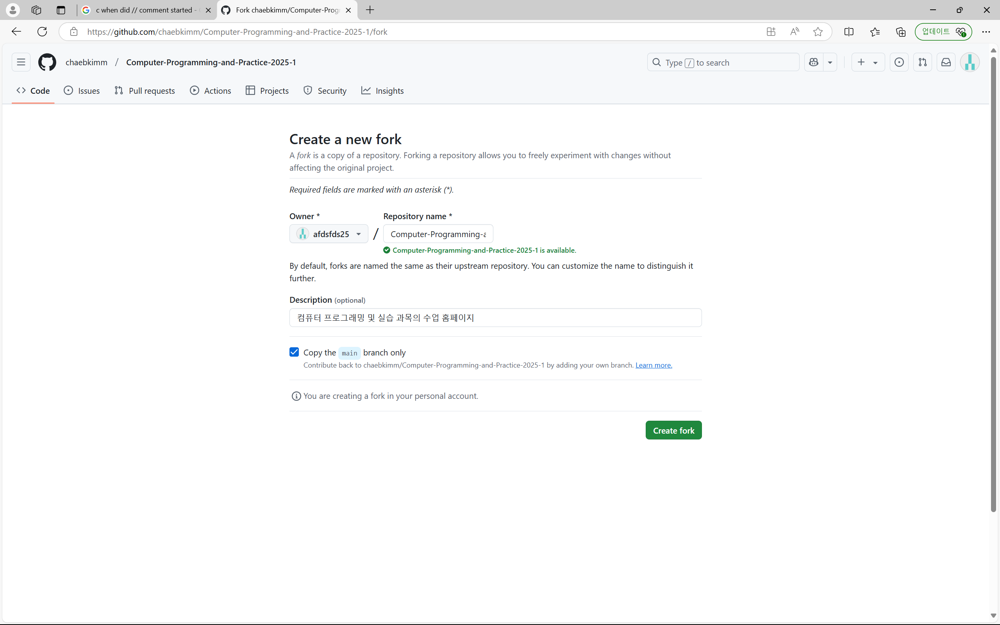 c when did // comment started -
Fork chaebkimm/Computer-Prog
https://github.com/chaebkimm/Computer-Programming-and-Practice-2025-1/fork
업데이트
chaebkimm / Computer-Programming-and-Practice-2025-1
Type / to search
Code Issues Pull requests Actions Projects Security Insights
Create a new fork
A fork is a copy of a repository. Forking a repository allows you to freely experiment with changes without
affecting the original project.
Required fields are marked with an asterisk (*).
Owner * Repository name *
afdsfds25 / Computer-Programming-a
Computer-Programming-and-Practice-2025-1 is available.
By default, forks are named the same as their upstream repository. You can customize the name to distinguish it
further.
Description (optional)
컴퓨터 프로그래밍 및 실습 과목의 수업 홈페이지
Copy the main branch only
Contribute back to chaebkimm/Computer-Programming-and-Practice-2025-1 by adding your own branch. Learn more.
You are creating a fork in your personal account.
Create fork